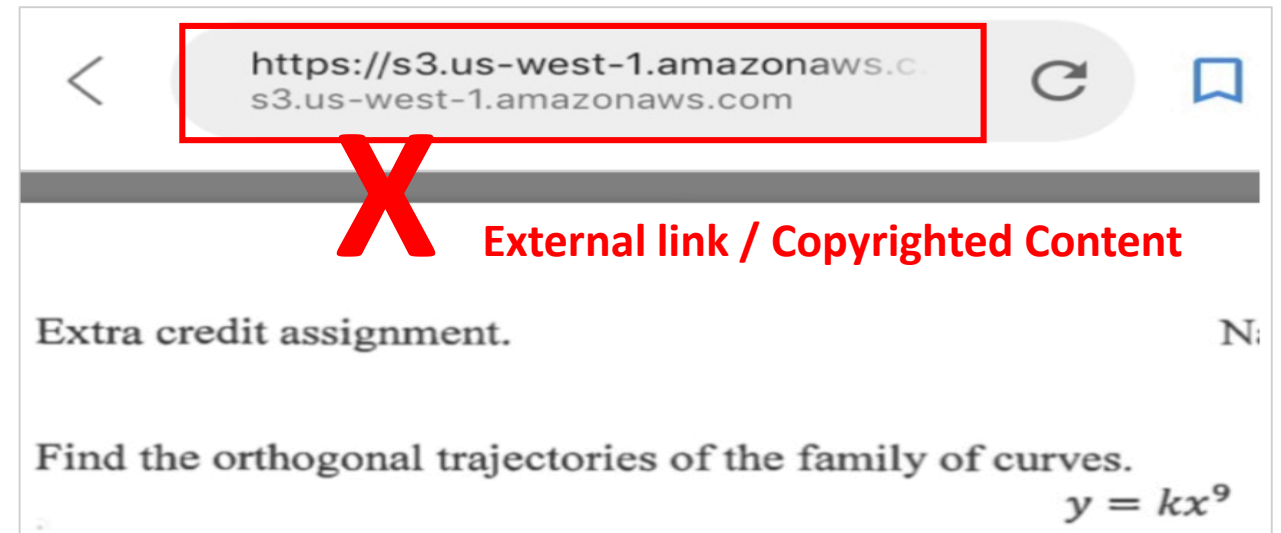 https://s3.us-west-1.amazonaws.c.
s3.us-west-1.amazonaws.com
X
External link / Copyrighted Content
Extra credit assignment.
Find the orthogonal trajectories of the family of curves.
y = kx⁹